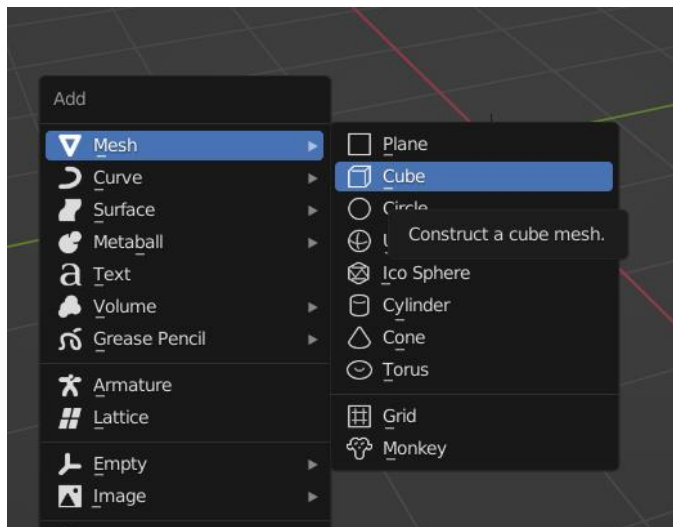 Add
Mesh
Curve
Surface
Metaball
Text
Volume
Grease Pencil
Armature
Lattice
Empty
Image
Plane
Cube
Circle
Construct a cube mesh.
Ico Sphere
Cylinder
Cone
Torus
Grid
Monkey